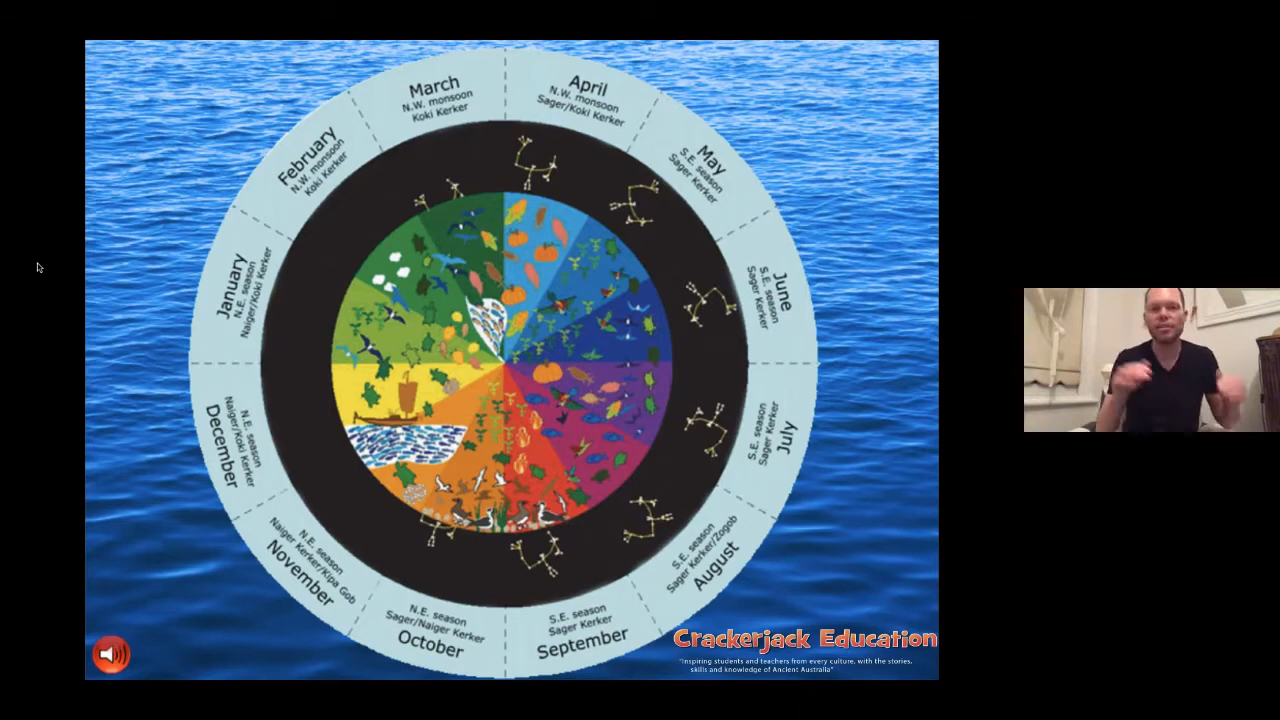 March
N.W. monsoon
Koki Kerker
April
N.W. monsoon
Sager/Koki Kerker
May
S.E. season
Sager Kerker
June
S.E. season
Sager Kerker
July
S.E. season
Sager Kerker
August
S.E. season
Sager Kerker/Zogob
September
S.E. season
Sager Kerker
October
N.E. season
Sager/Naiger Kerker
November
N.E. season
Naiger Kerker/Kipa Gob
December
N.E. season
Naiger/Koki Kerker
January
N.E. season
Naiger/Koki Kerker
February
N.W. monsoon
Koki Kerker
Crackerjack Education
"Inspiring students and teachers from every culture, with the stories,
skills and knowledge of Ancient Australia"